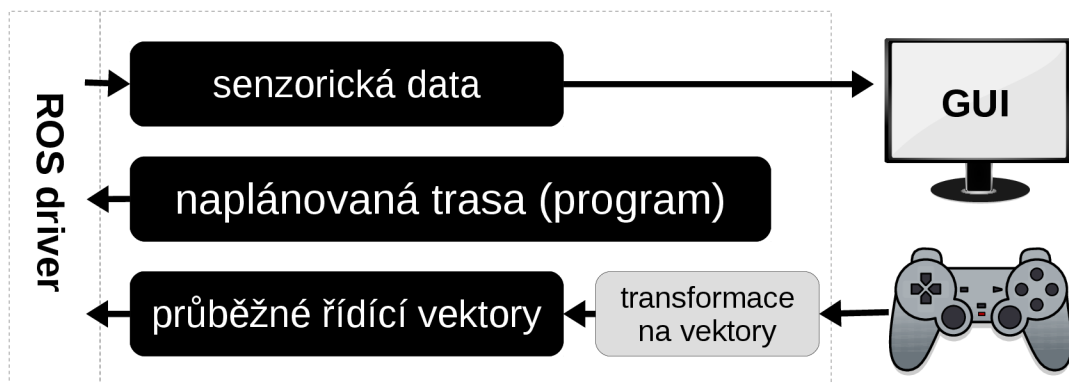 ROS driver
senzorická data
GUI
naplánovaná trasa (program)
průběžné řídící vektory
transformace
na vektory